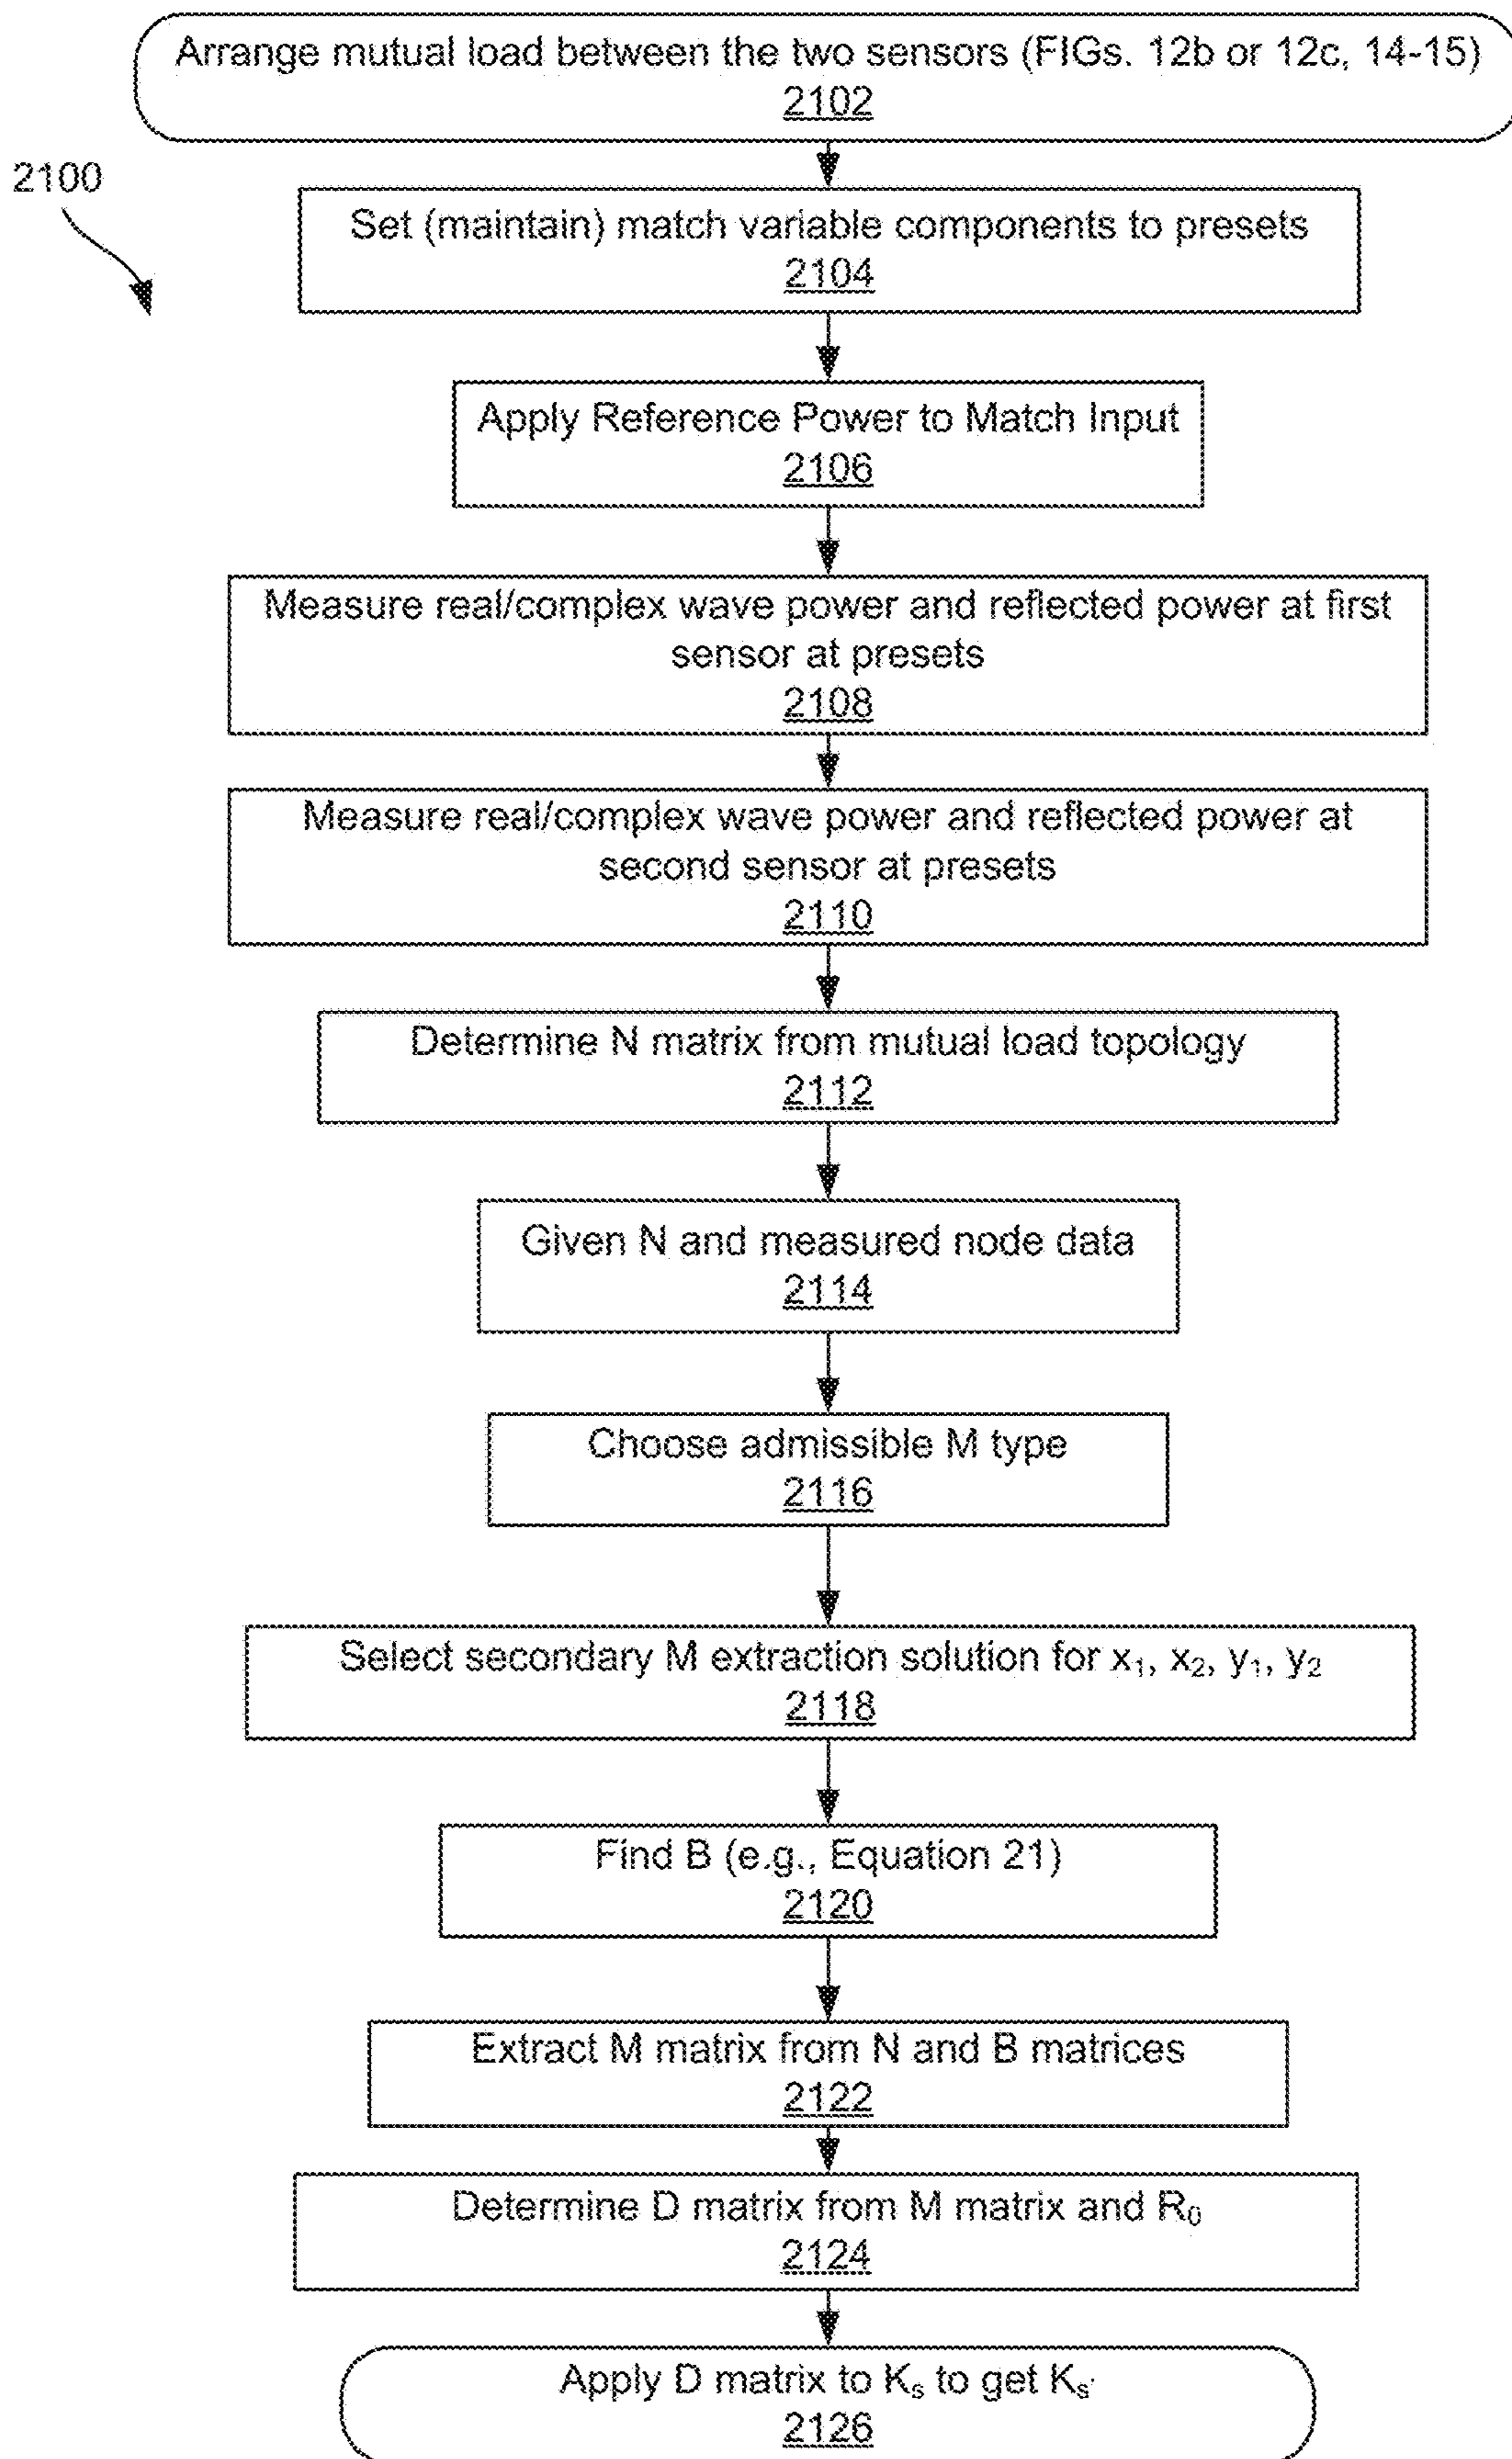 Arrange mutual load between the two sensors (FIGs. 12b or 12c, 14-15)
2102
2100
Set (maintain) match variable components to presets
2104
Apply Reference Power to Match Input
2106
Measure real/complex wave power and reflected power at first
sensor at presets
2108
Measure real/complex wave power and reflected power at
second sensor at presets
2110
Determine N matrix from mutual load topology
2112
Given N and measured node data
2114
Choose admissible M type
2116
Select secondary M extraction solution for x₁, x₂, y₁, y₂
2118
Find B (e.g., Equation 21)
2120
Extract M matrix from N and B matrices
2122
Determine D matrix from M matrix and R₀
2124
Apply D matrix to Kₛ to get Kₛ'
2126